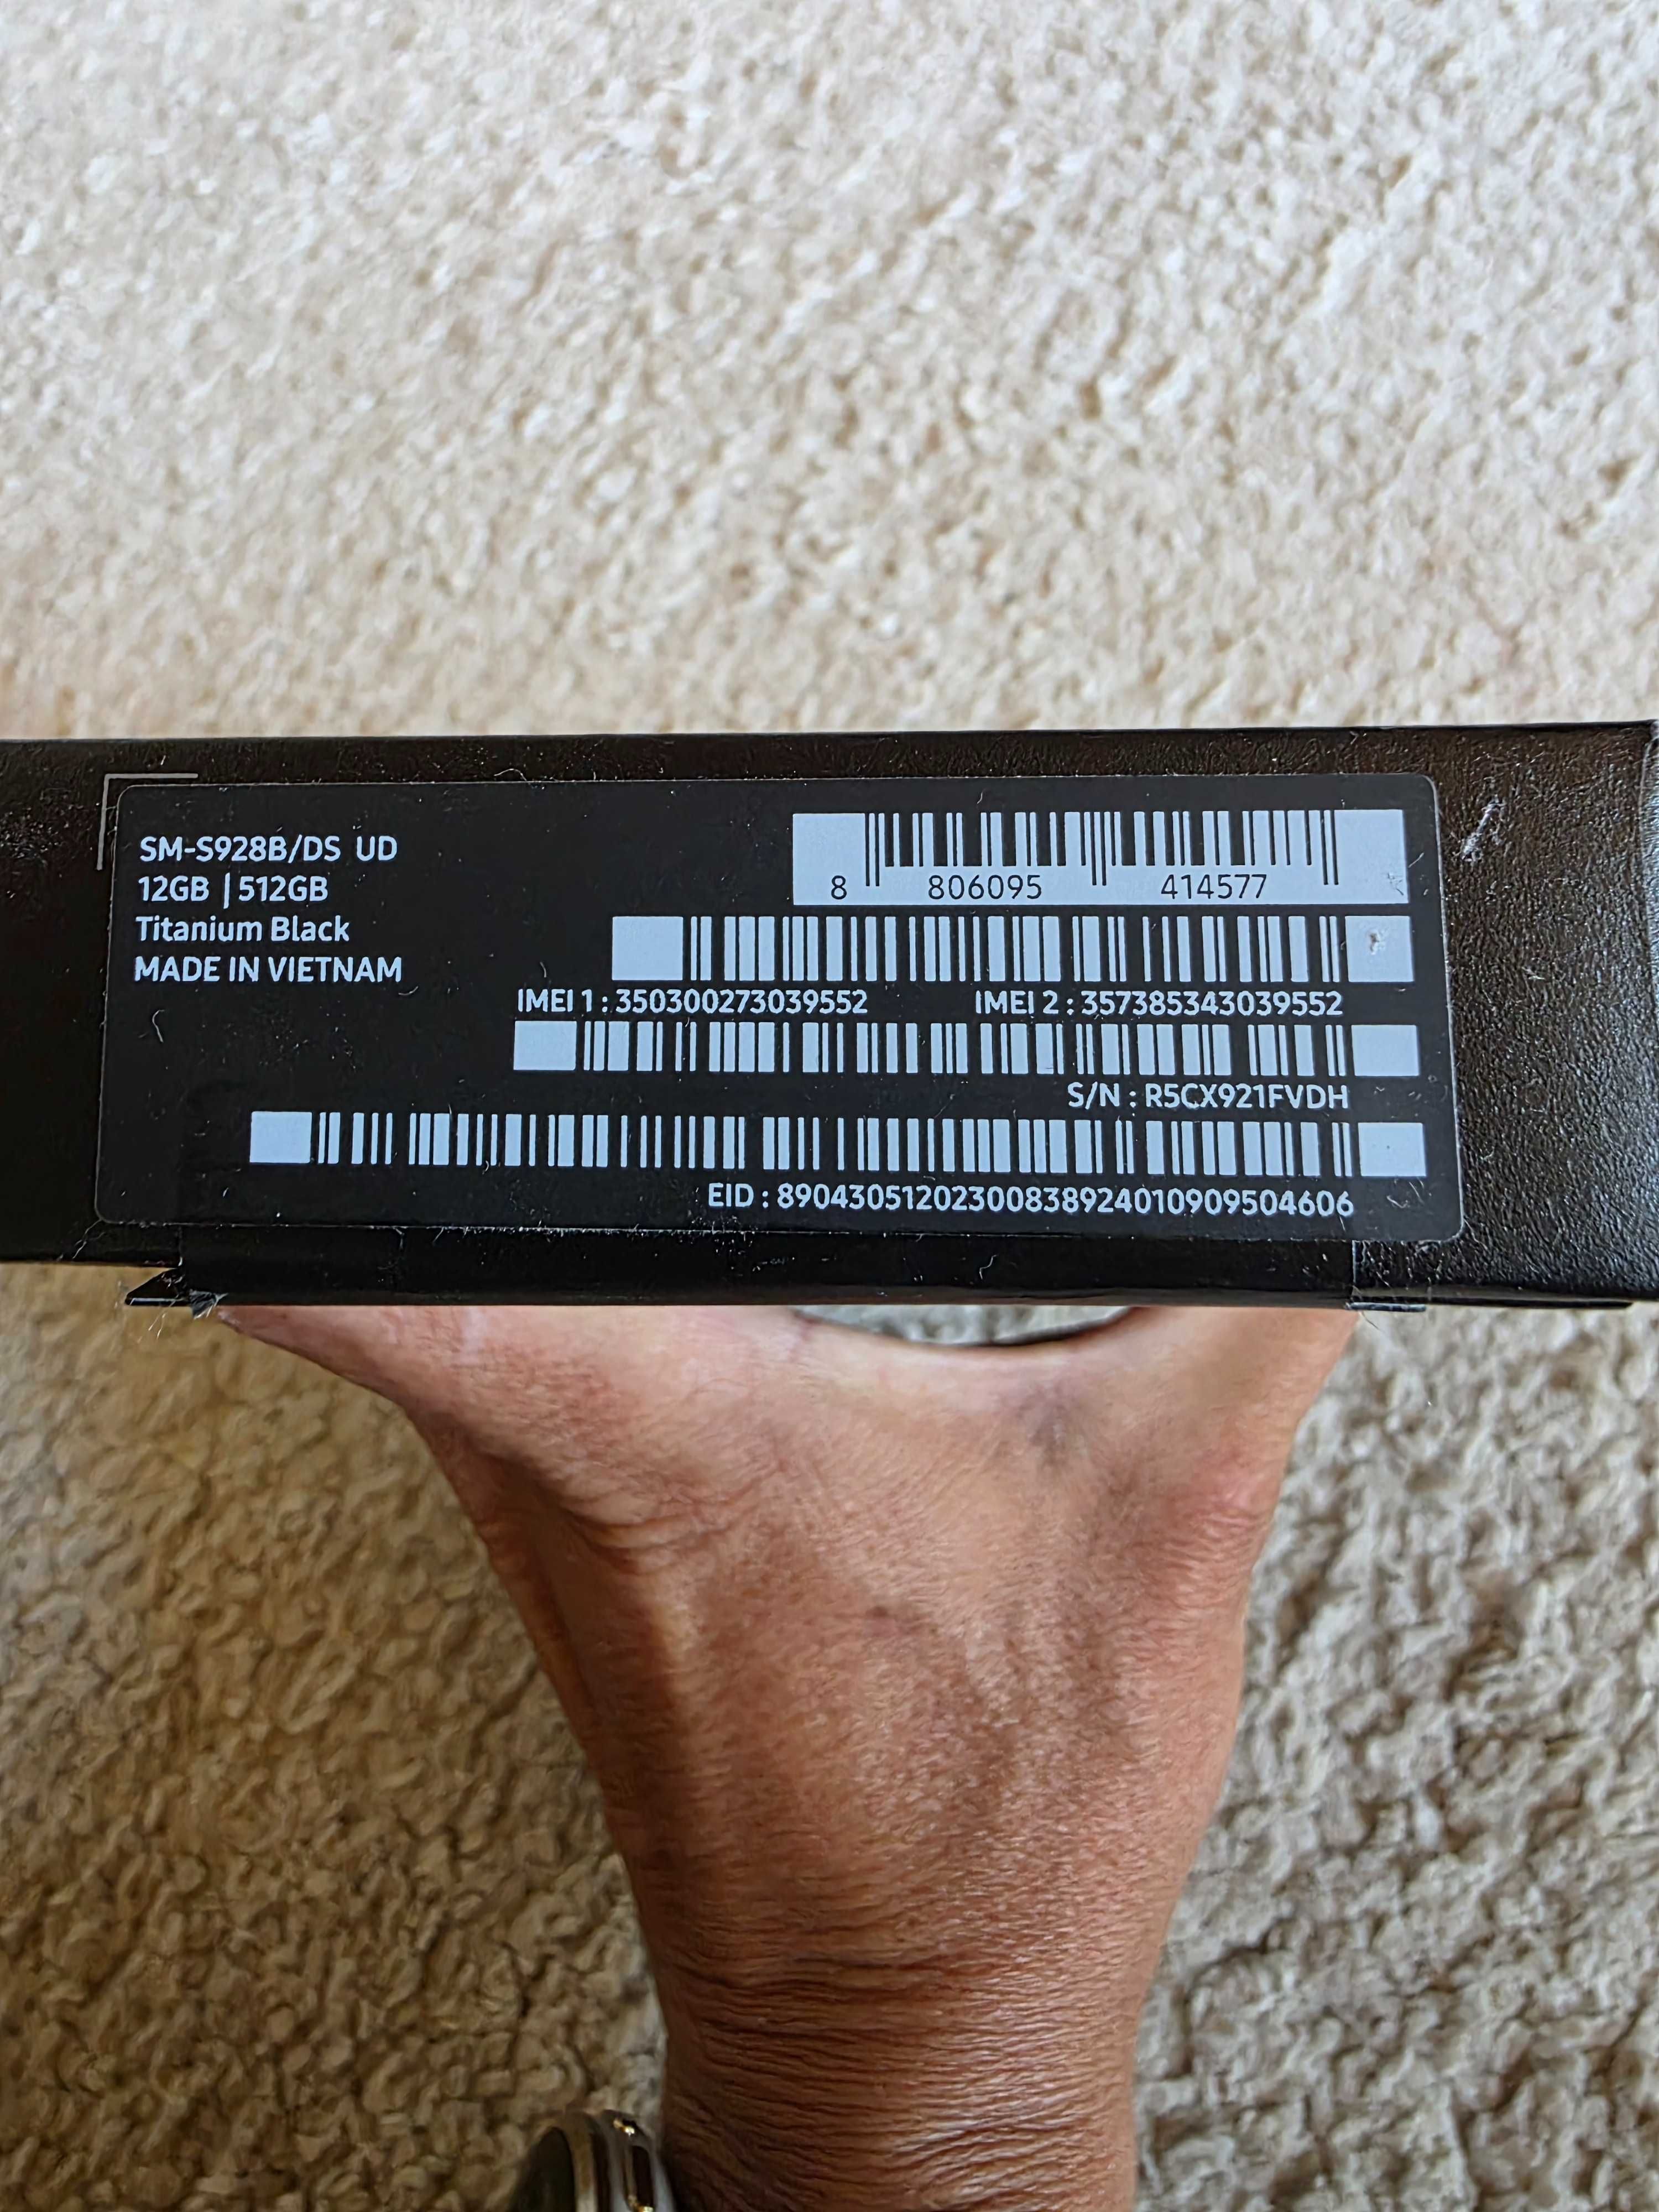 SM-S928B/DS UD
12GB | 512GB
Titanium Black
MADE IN VIETNAM
8 806095 414577
IMEI 1 : 350300273039552 IMEI 2 : 357385343039552
S/N : R5CX921FVDH
EID : 89043051202300838924010909504606